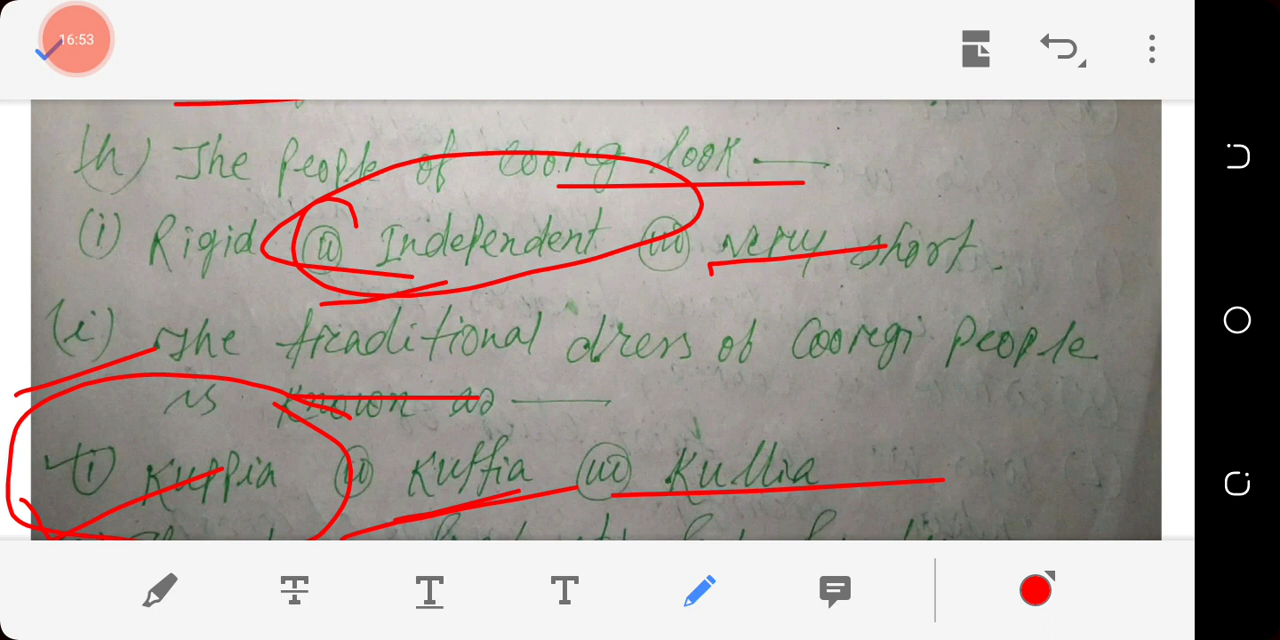 16:53
(h) The people of coorg look —
(i) Rigid (ii) Independent (iii) very short.
(i) The traditional dress of Coorgi people
is known as —
(i) Kuppia (ii) Kuffia (iii) Kullia
T T T